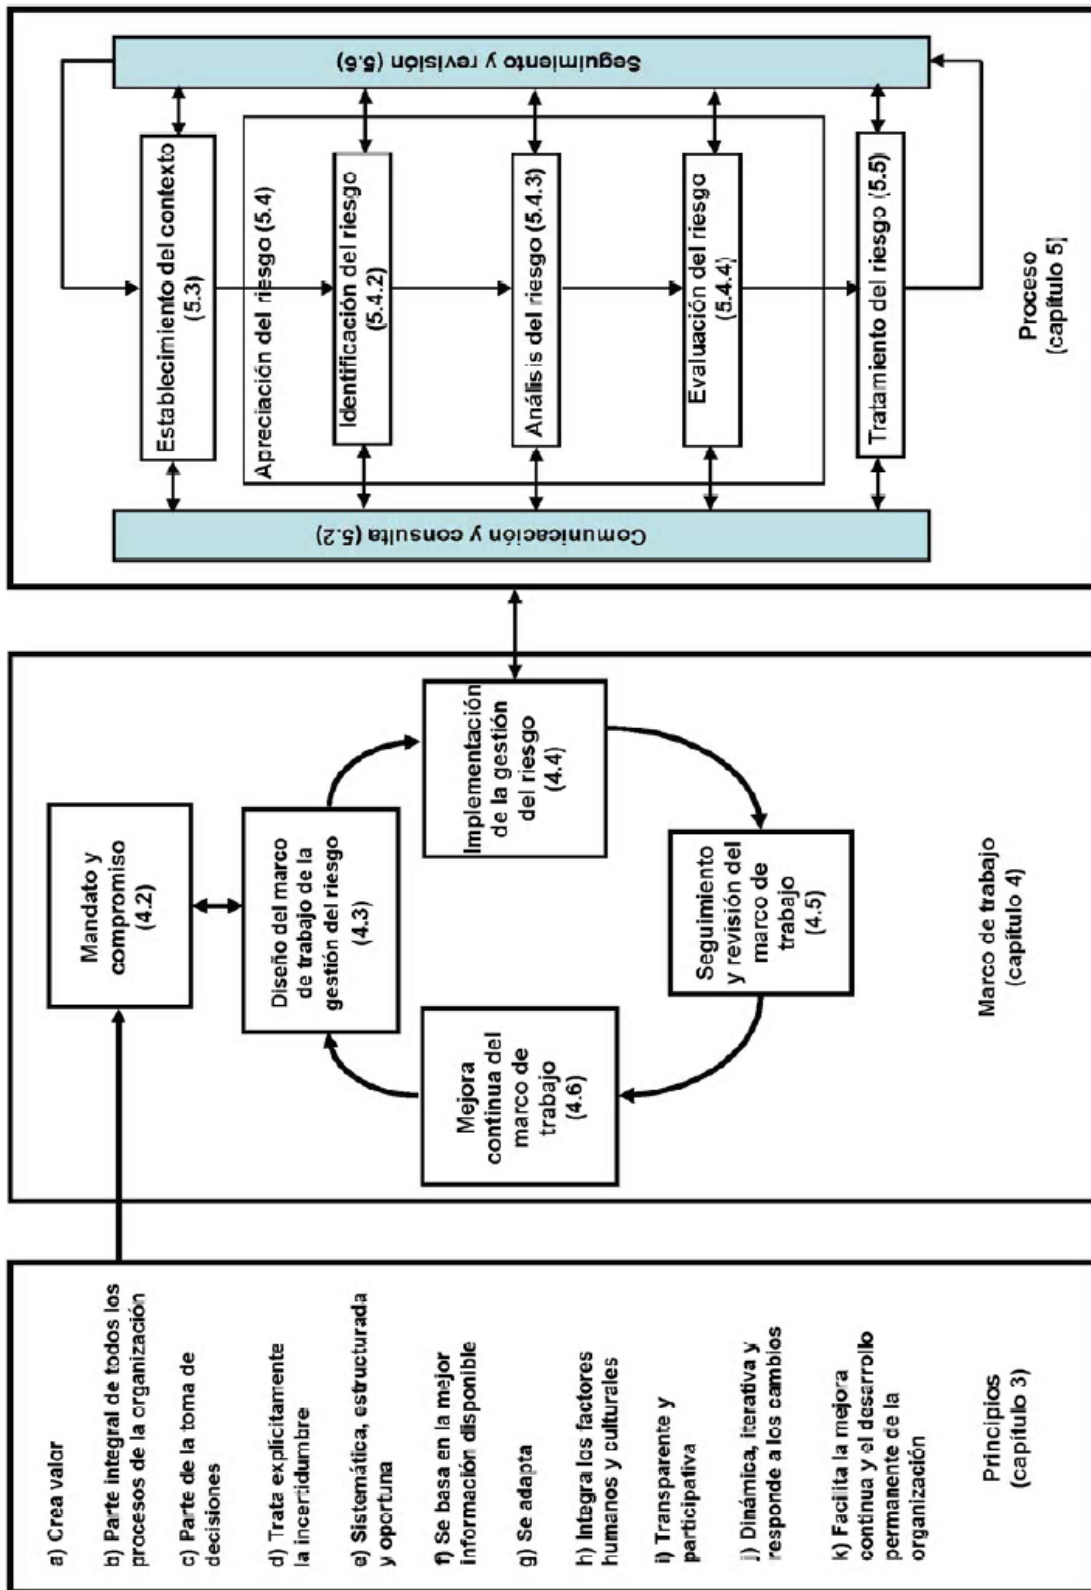 a) Crea valor
b) Parte integral de todos los
procesos de la organización
c) Parte de la toma de
decisiones
d) Trata explícitamente
la incertidumbre
e) Sistemática, estructurada
y oportuna
f) Se basa en la mejor
información disponible
g) Se adapta
h) Integra los factores
humanos y culturales
i) Transparente y
participativa
j) Dinámica, iterativa y
responde a los cambios
k) Facilita la mejora
continua y el desarrollo
permanente de la
organización
Principios
(capítulo 3)
Mandato y
compromiso
(4.2)
Diseño del marco
de trabajo de la
gestión del riesgo
(4.3)
Implementación
de la gestión
del riesgo
(4.4)
Seguimiento
y revisión del
marco de
trabajo
(4.5)
Mejora
continua del
marco de
trabajo
(4.6)
Marco de trabajo
(capítulo 4)
Comunicación y consulta (5.2)
Establecimiento del contexto
(5.3)
Apreciación del riesgo (5.4)
Identificación del riesgo
(5.4.2)
Análisis del riesgo (5.4.3)
Evaluación del riesgo
(5.4.4)
Tratamiento del riesgo (5.5)
Seguimiento y revisión (5.6)
Proceso
(capítulo 5)